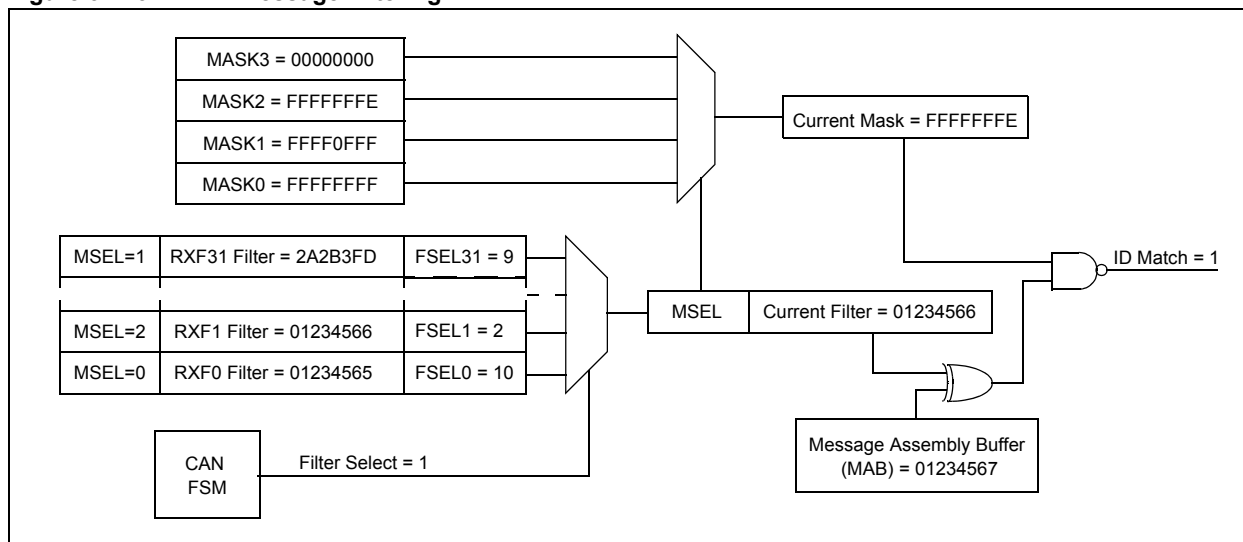 MASK3 = 00000000
MASK2 = FFFFFFFE
MASK1 = FFFF0FFF
MASK0 = FFFFFFFF
Current Mask = FFFFFFFE
MSEL=1 RXF31 Filter = 2A2B3FD FSEL31 = 9
MSEL=2 RXF1 Filter = 01234566 FSEL1 = 2
MSEL=0 RXF0 Filter = 01234565 FSEL0 = 10
MSEL Current Filter = 01234566
ID Match = 1
Message Assembly Buffer
(MAB) = 01234567
CAN
FSM
Filter Select = 1